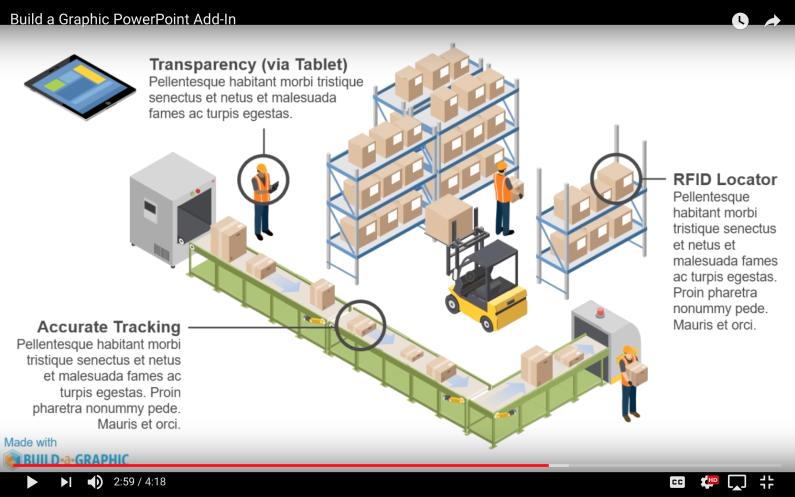 Build a Graphic PowerPoint Add-In
Transparency (via Tablet)
Pellentesque habitant morbi tristique
senectus et netus et malesuada
fames ac turpis egestas.
RFID Locator
Pellentesque
habitant morbi
tristique senectus
et netus et
malesuada fames
ac turpis egestas.
Proin pharetra
nonummy pede.
Mauris et orci.
Accurate Tracking
Pellentesque habitant morbi
tristique senectus et netus
et malesuada fames ac
turpis egestas. Proin
pharetra nonummy pede.
Mauris et orci.
Made with
BUILD-a-GRAPHIC
2:59 / 4:18
CC
HD